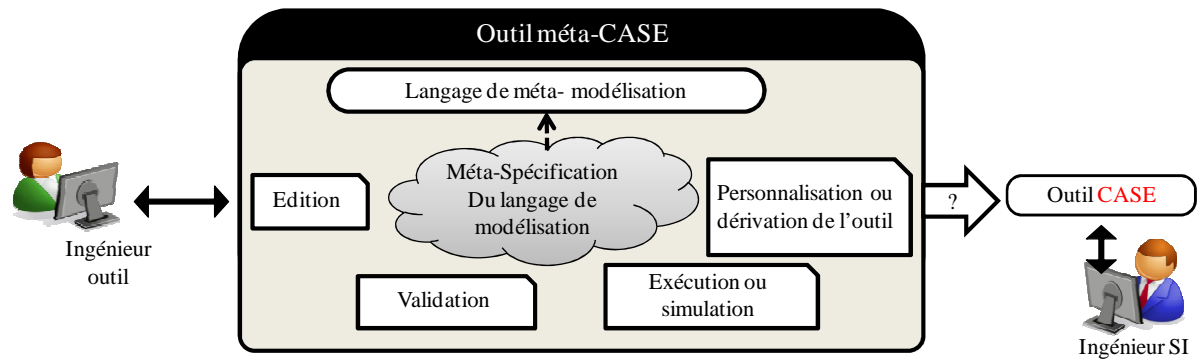 Outil méta-CASE
Langage de méta- modélisation
Méta-Spécification
Du langage de
modélisation
Edition
Personnalisation ou
dérivation de l'outil
?
Outil CASE
Ingénieur
outil
Validation
Exécution ou
simulation
Ingénieur SI